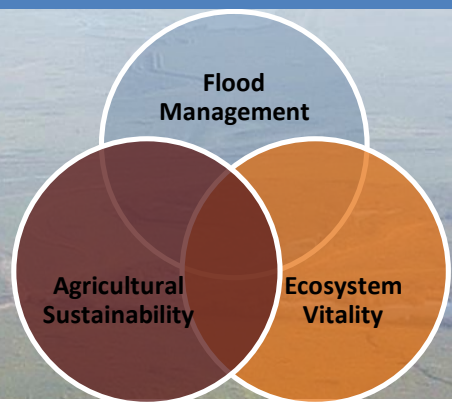 Flood
Management
Agricultural
Sustainability
Ecosystem
Vitality